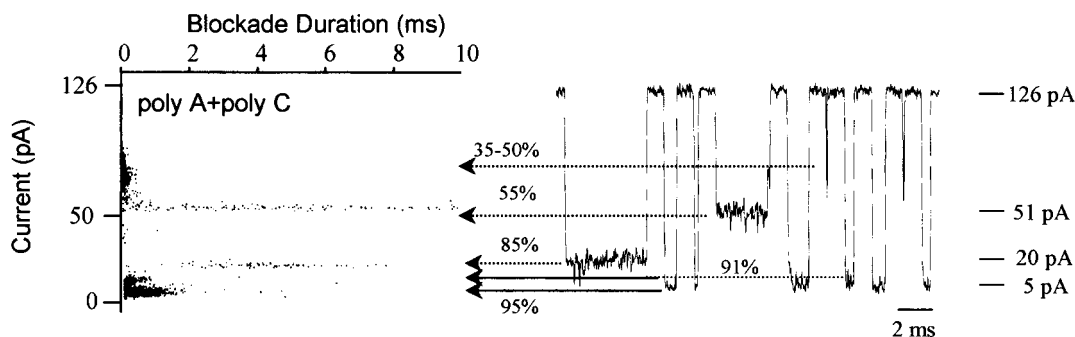 Blockade Duration (ms)
0 2 4 6 8 10
126
poly A+poly C
126 pA
Current (pA)
35-50%
55%
50
51 pA
85%
20 pA
91%
0
5 pA
95%
2 ms